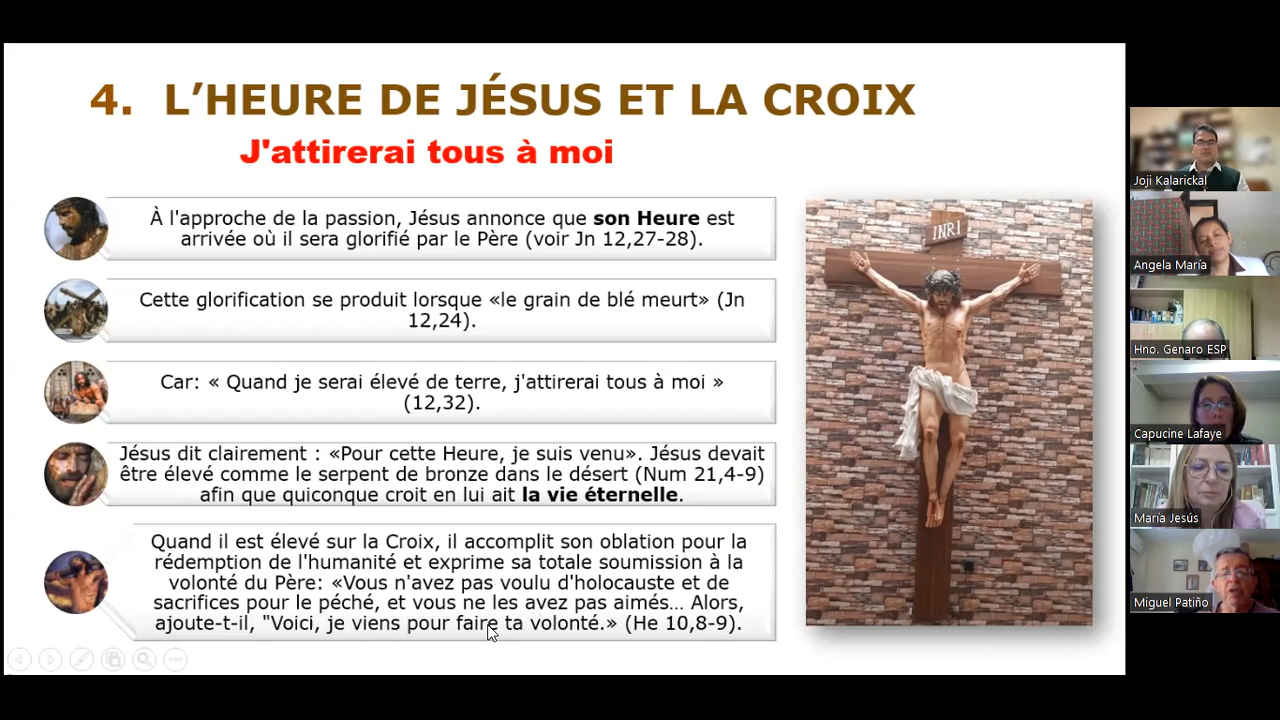 4. L’HEURE DE JÉSUS ET LA CROIX
J'attirerai tous à moi
À l'approche de la passion, Jésus annonce que son Heure est
arrivée où il sera glorifié par le Père (voir Jn 12,27-28).
Cette glorification se produit lorsque «le grain de blé meurt» (Jn
12,24).
Car: « Quand je serai élevé de terre, j'attirerai tous à moi »
(12,32).
Jésus dit clairement : «Pour cette Heure, je suis venu». Jésus devait
être élevé comme le serpent de bronze dans le désert (Num 21,4-9)
afin que quiconque croit en lui ait la vie éternelle.
Quand il est élevé sur la Croix, il accomplit son oblation pour la
rédemption de l'humanité et exprime sa totale soumission à la
volonté du Père: «Vous n'avez pas voulu d'holocauste et de
sacrifices pour le péché, et vous ne les avez pas aimés... Alors,
ajoute-t-il, "Voici, je viens pour faire ta volonté.» (He 10,8-9).
INRI
Joji Kalarickal
Angela María
Hno. Genaro ESP
Capucine Lafaye
María Jesús
Miguel Patiño